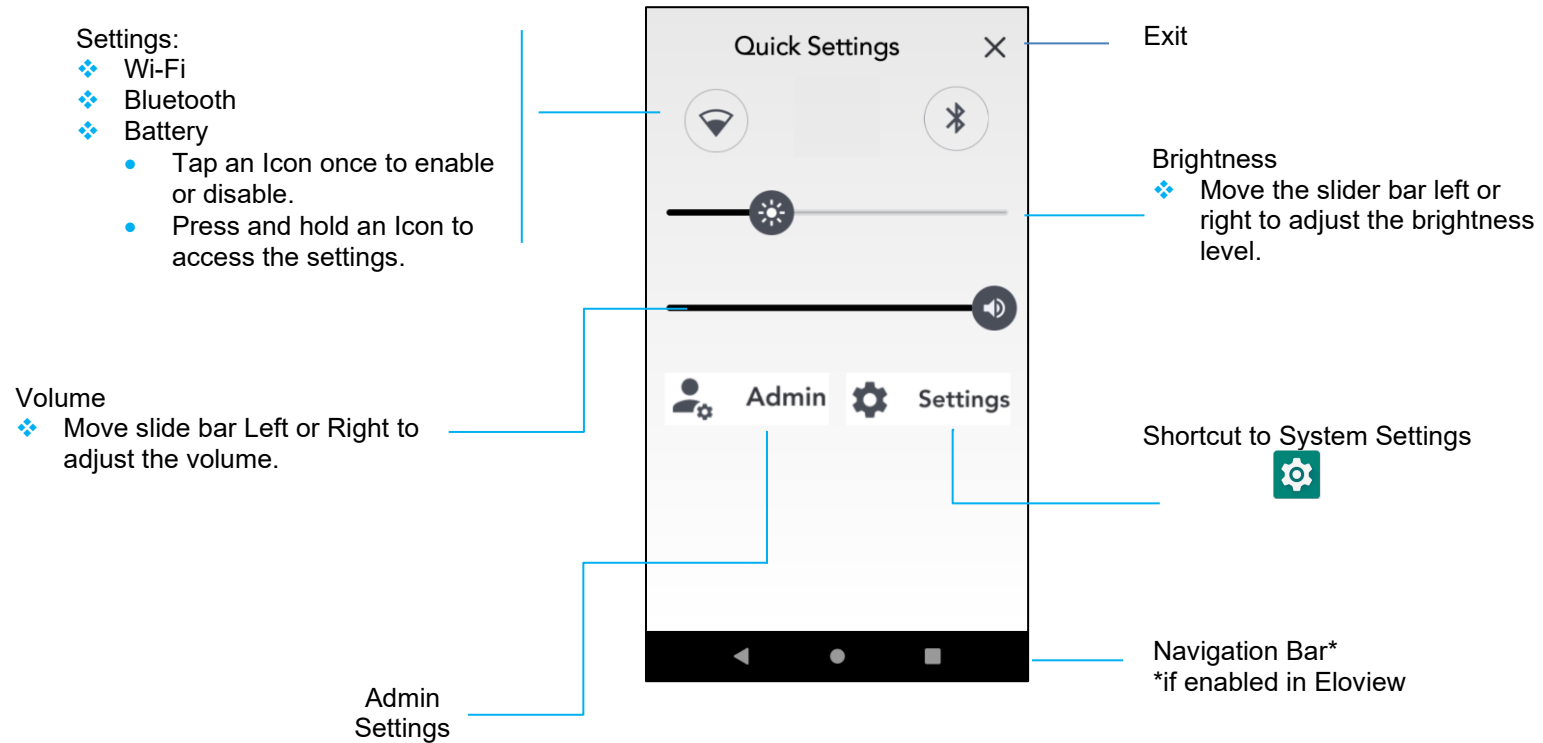 Settings:
Wi-Fi
Bluetooth
Battery
Tap an Icon once to enable
or disable.
Press and hold an Icon to
access the settings.
Volume
Move slide bar Left or Right to
adjust the volume.
Admin
Settings
Quick Settings
Admin
Settings
Exit
Brightness
Move the slider bar left or
right to adjust the brightness
level.
Shortcut to System Settings
Navigation Bar*
*if enabled in Eloview